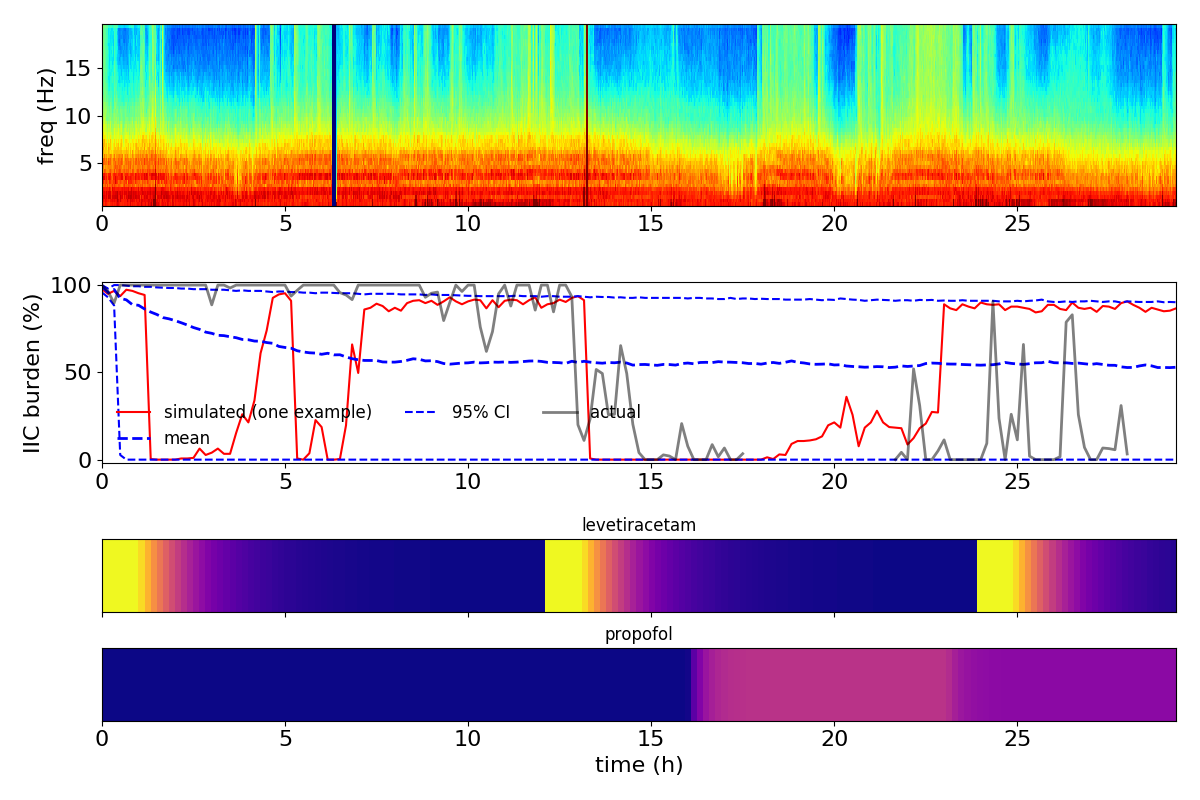 15
10
5
freq (Hz)
0 5 10 15 20 25
100
50
0
IIC burden (%)
simulated (one example) 95% CI actual
mean
0 5 10 15 20 25
levetiracetam
propofol
0 5 10 15 20 25
time (h)